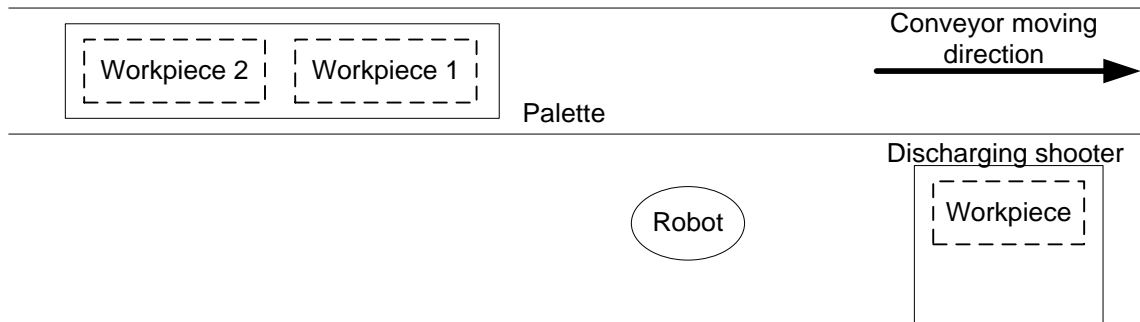 Conveyor moving
direction
Workpiece 2
Workpiece 1
Palette
Discharging shooter
Robot
Workpiece